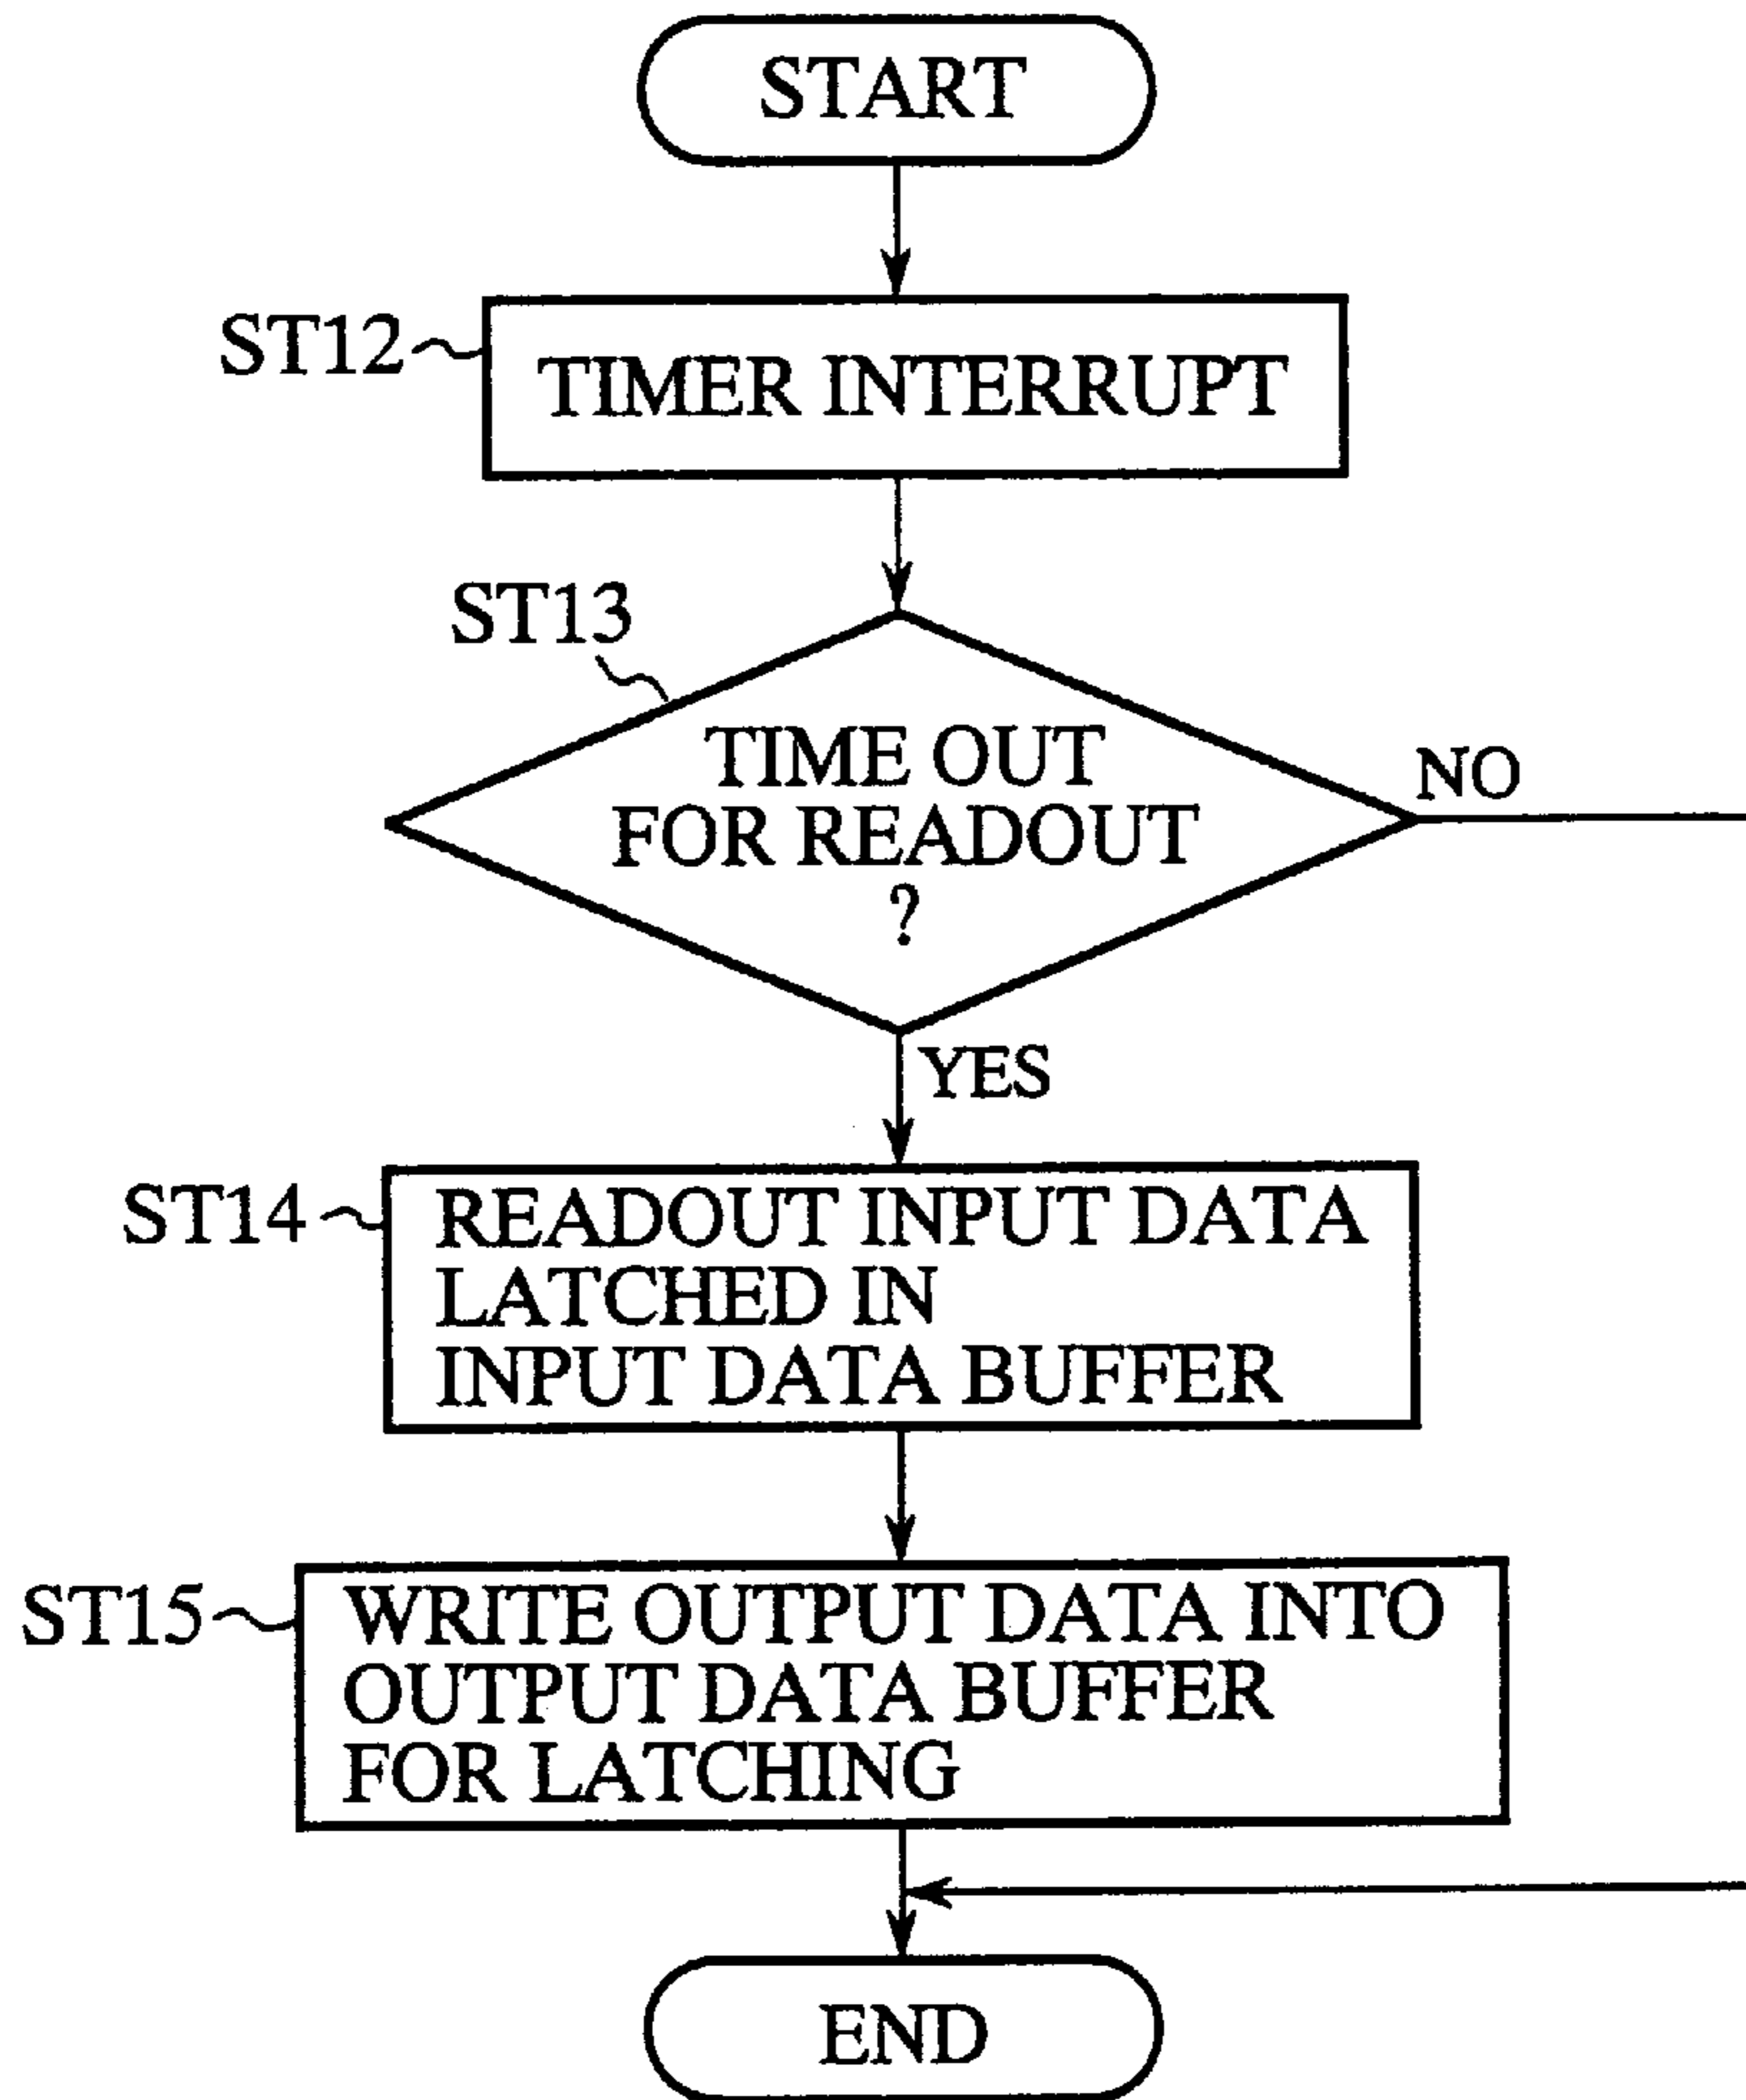 START
ST12
TIMER INTERRUPT
ST13
TIME OUT
FOR READOUT
?
NO
YES
ST14
READOUT INPUT DATA
LATCHED IN
INPUT DATA BUFFER
ST15
WRITE OUTPUT DATA INTO
OUTPUT DATA BUFFER
FOR LATCHING
END